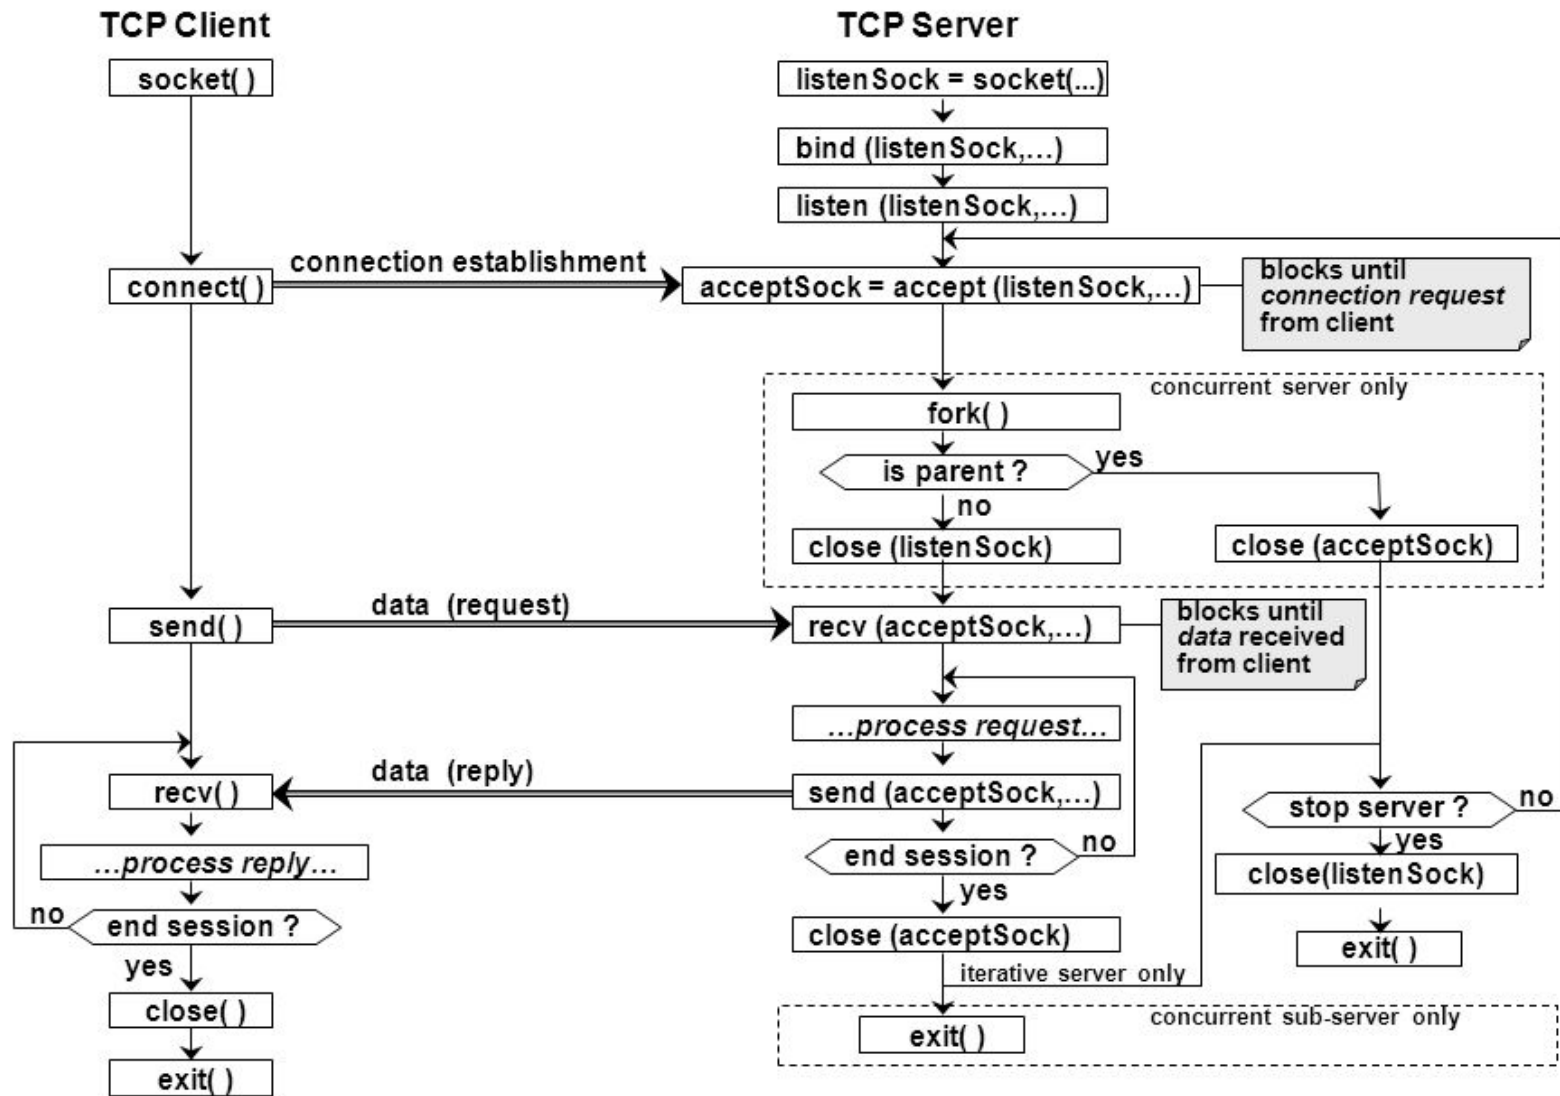 TCP Client
TCP Server
socket( )
listenSock = socket(...)
bind (listenSock,…)
listen (listenSock,…)
connection establishment
connect( )
acceptSock = accept (listenSock,…)
blocks until
connection request
from client
concurrent server only
fork( )
is parent ?
yes
no
close (listenSock)
close (acceptSock)
send( )
data (request)
recv (acceptSock,…)
blocks until
data received
from client
…process request…
recv( )
data (reply)
send (acceptSock,…)
stop server ?
no
yes
…process reply…
end session ?
no
close(listenSock)
yes
no
end session ?
close (acceptSock)
exit( )
yes
iterative server only
close( )
concurrent sub-server only
exit( )
exit( )